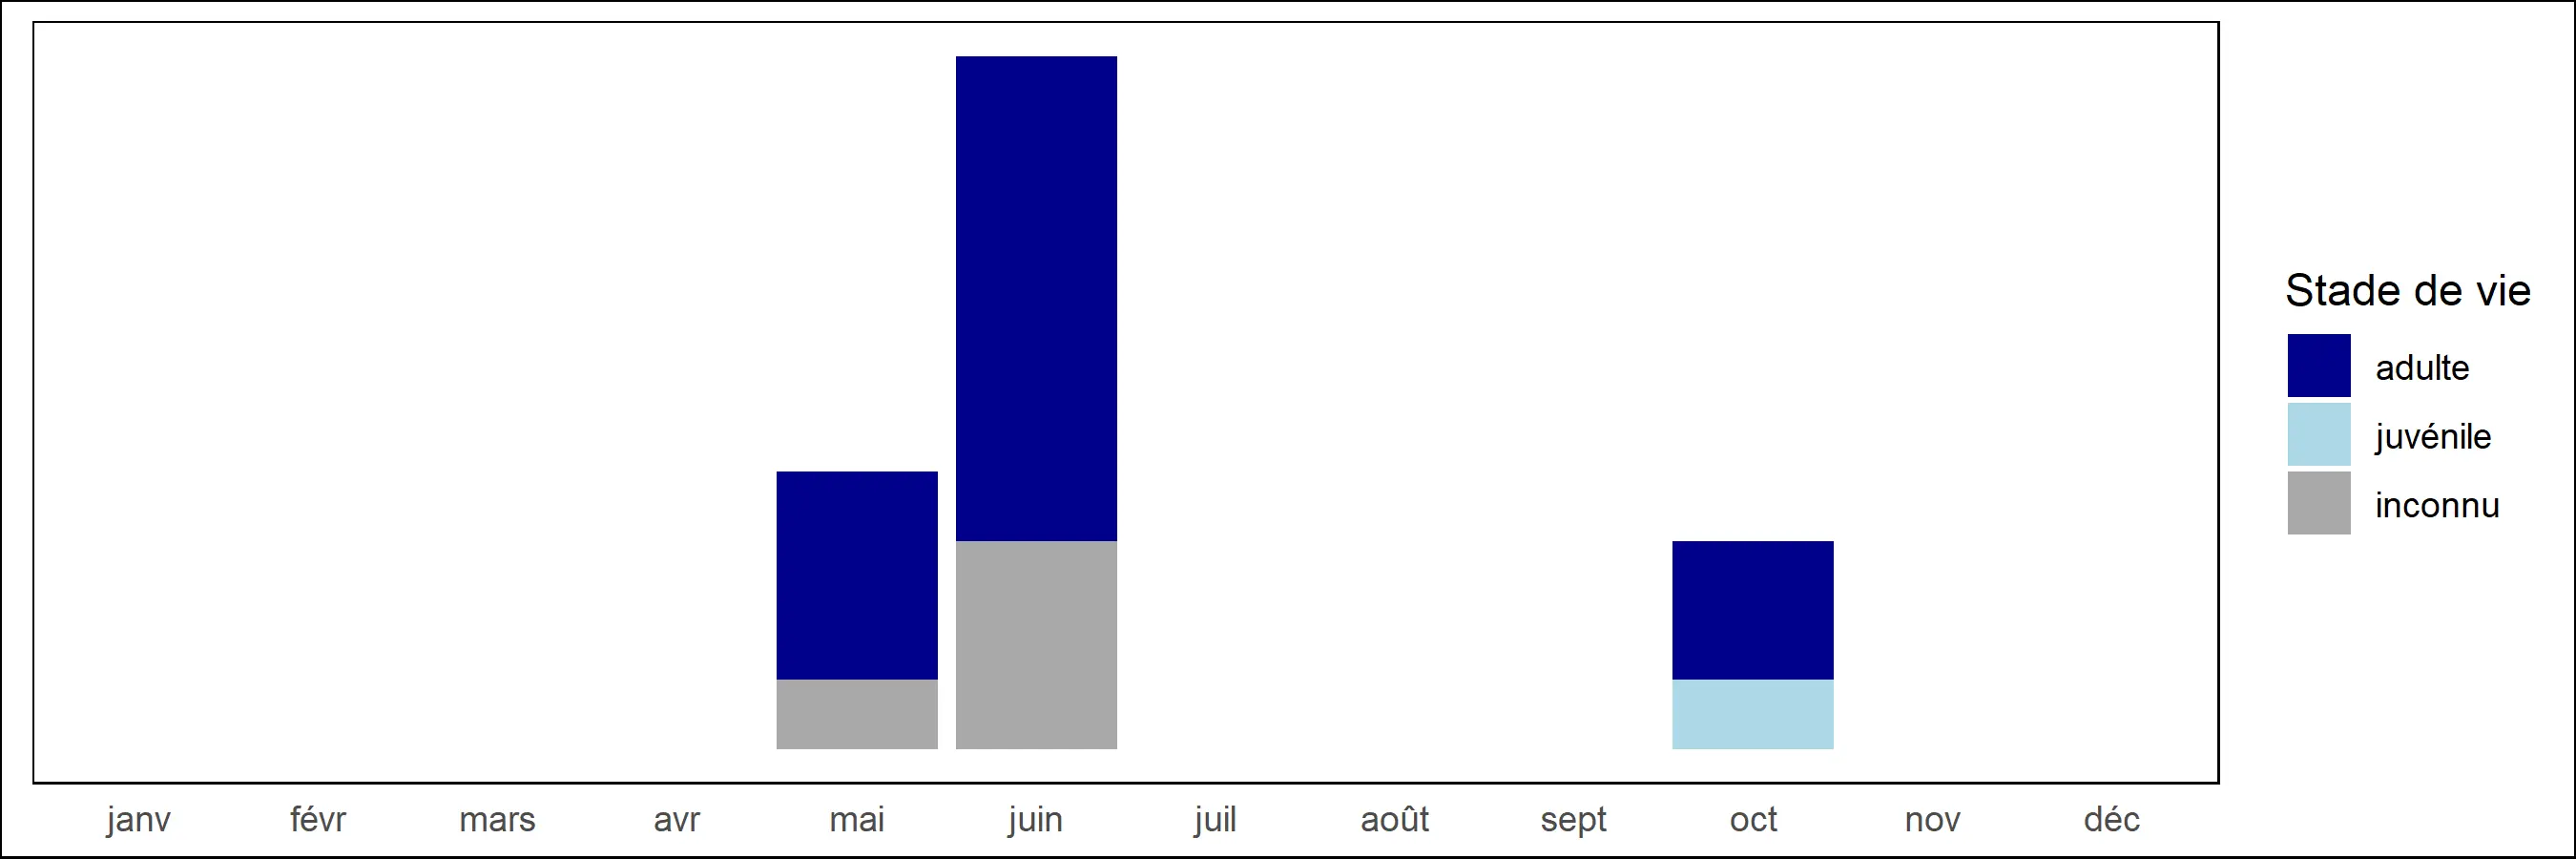 Stade de vie
adulte
juvénile
inconnu
janv févr mars avr mai juin juil août sept oct nov déc